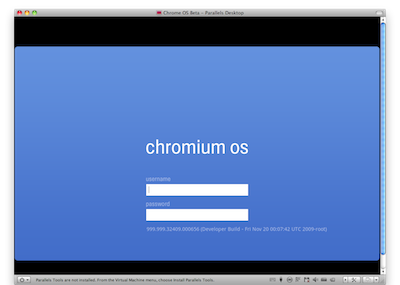 Chrome OS Beta - Parallels Desktop
chromium os
username
password
999.999.32409.000036 (Developer Build - Fri Nov 20 00:07:42 UTC 2009-root)
Parallels Tools are not installed. From the Virtual Machine menu, choose Install Parallels Tools.